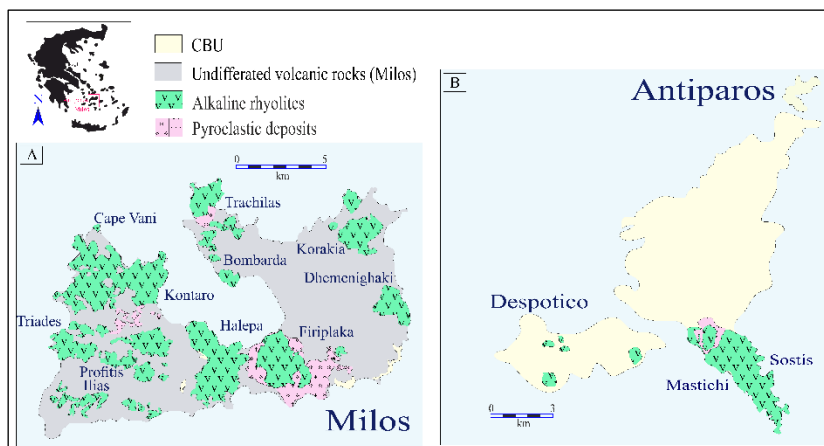 CBU
Undifferated volcanic rocks (Milos)
Alkaline rhyolites
Pyroclastic deposits
N
Milos
A
0 5
km
Cape Vani
Trachilas
Korakia
Bombarda
Dhemenighaki
Kontaro
Triades
Halepa
Firiplaka
Profitis
Ilias
Milos
B
Antiparos
Despotico
Sostis
Mastichi
0 3
km